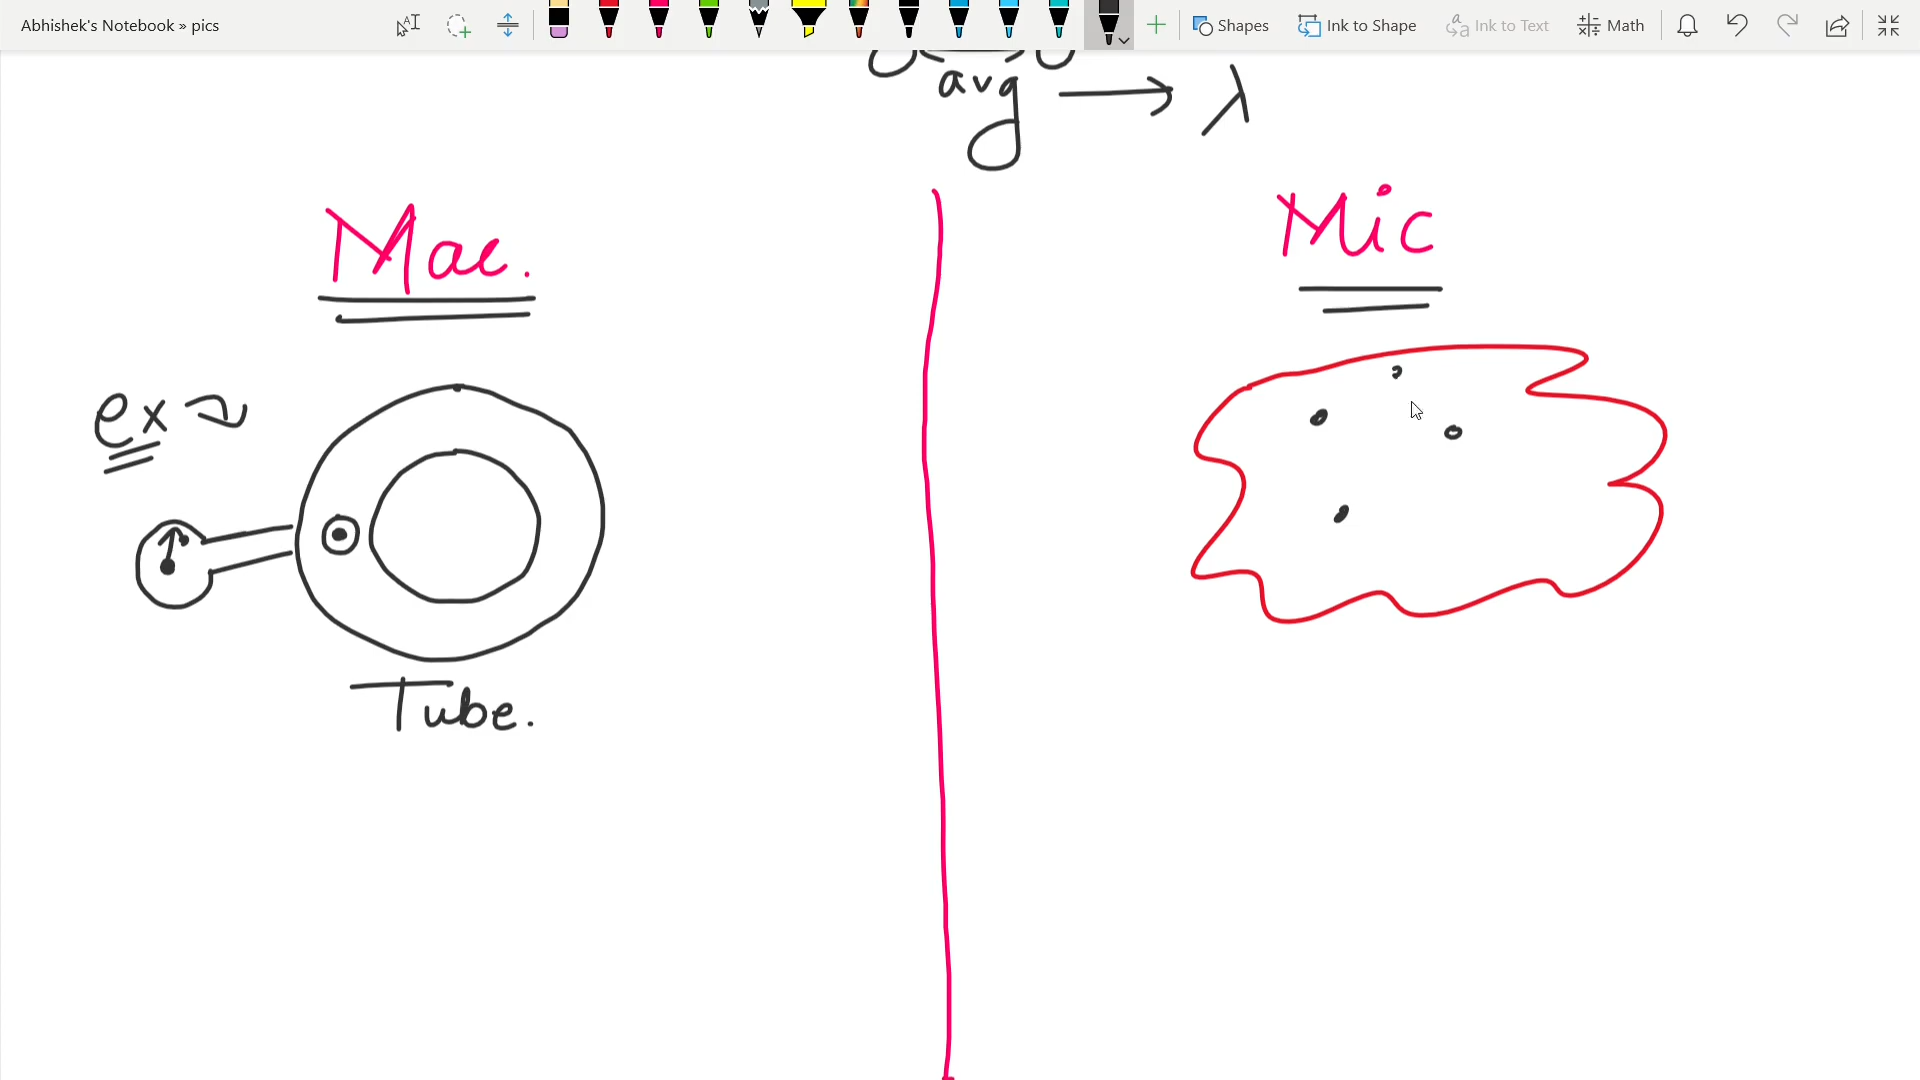 Abhishek's Notebook » pics
Shapes
Ink to Shape
Ink to Text
Math
avg → λ
Mac.
Mic
ex
Tube.